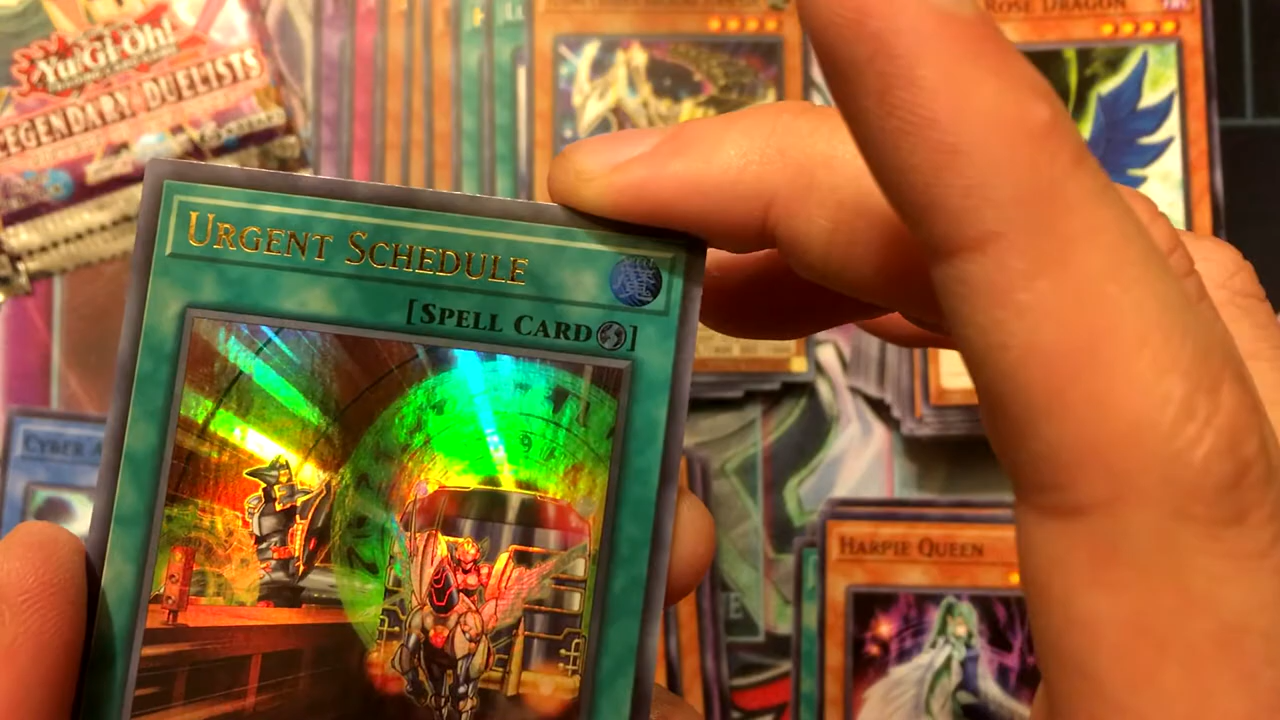 Yu-Gi-Oh!
LEGENDARY DUELISTS
ROSE DRAGON
URGENT SCHEDULE
[SPELL CARD]
CYBER
HARPIE QUEEN